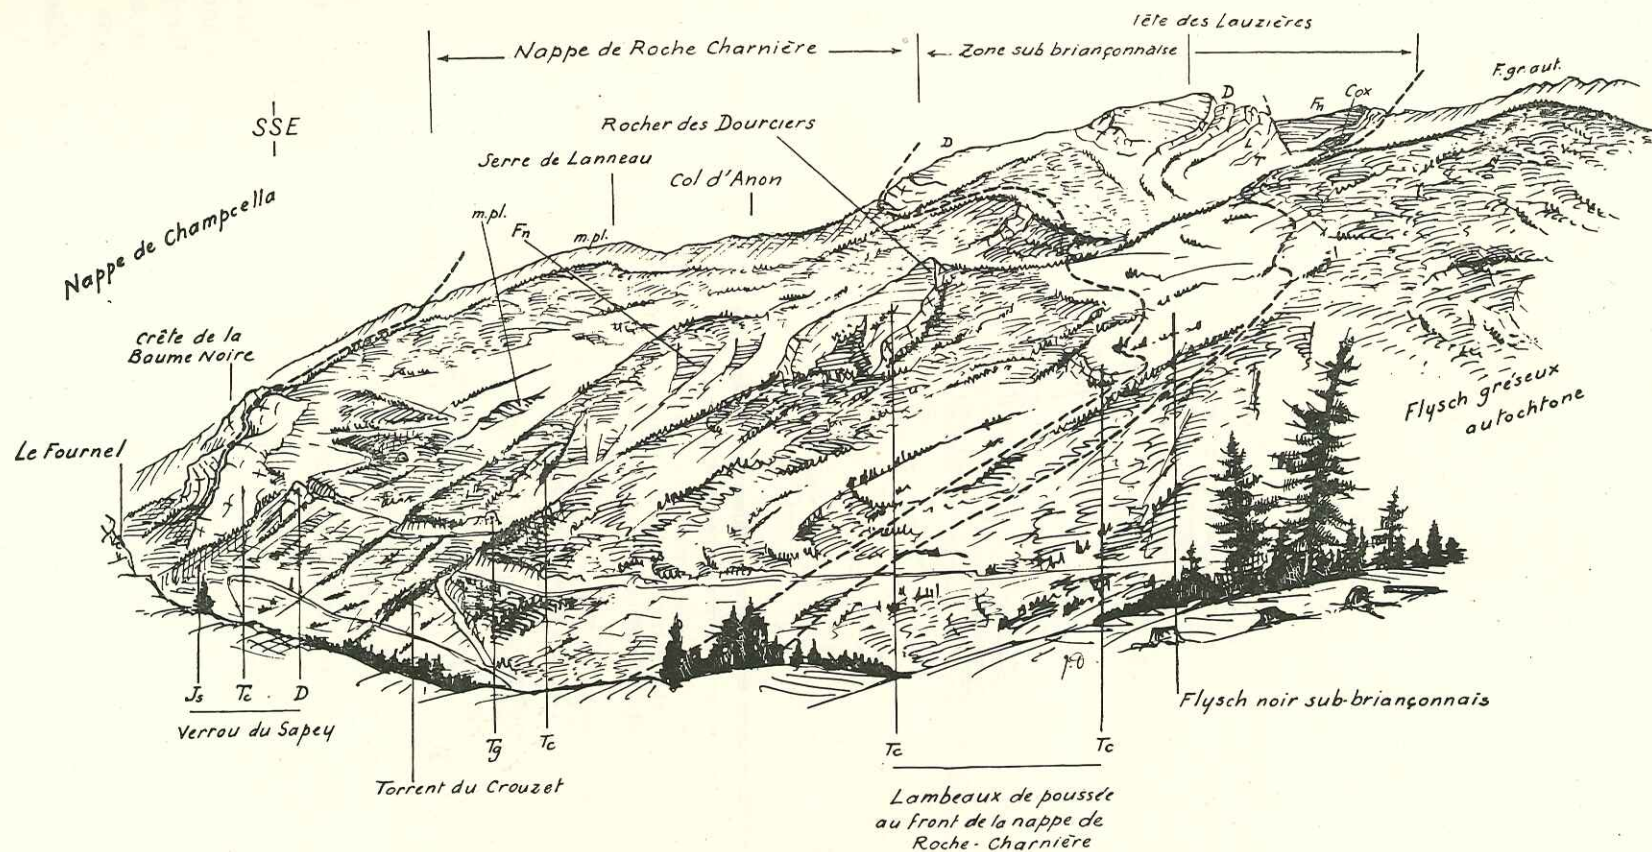 Tête des Lauzières
Nappe de Roche Charnière
Zone sub briançonnaise
F. gr. aut.
D
Fn
Cox
SSE
Rocher des Dourciers
D
Serre de Lanneau
Col d'Anon
L
T
Nappe de Champcella
m.pl.
Fn
m.pl.
Crête de la
Baume Noire
Flysch gréseux
autochtone
Le Fournel
Js Tc D
Verrou du Sapey
Flysch noir sub-briançonnais
Tg Tc
Tc
Tc
Torrent du Crouzet
Lambeaux de poussée
au front de la nappe de
Roche-Charnière